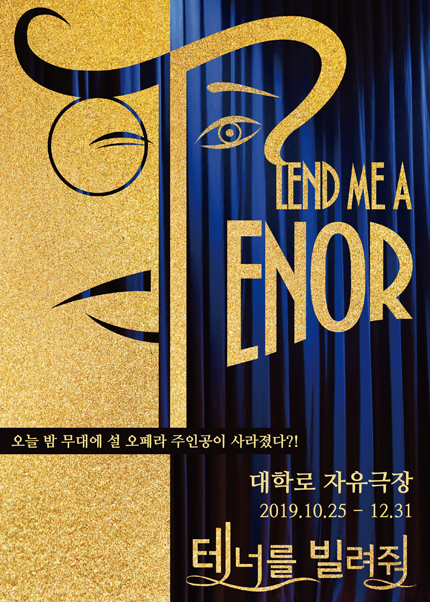 LEND ME A
TENOR
오늘 밤 무대에 설 오페라 주인공이 사라졌다?!
대학로 자유극장
2019.10.25 - 12.31
테너를 빌려줘